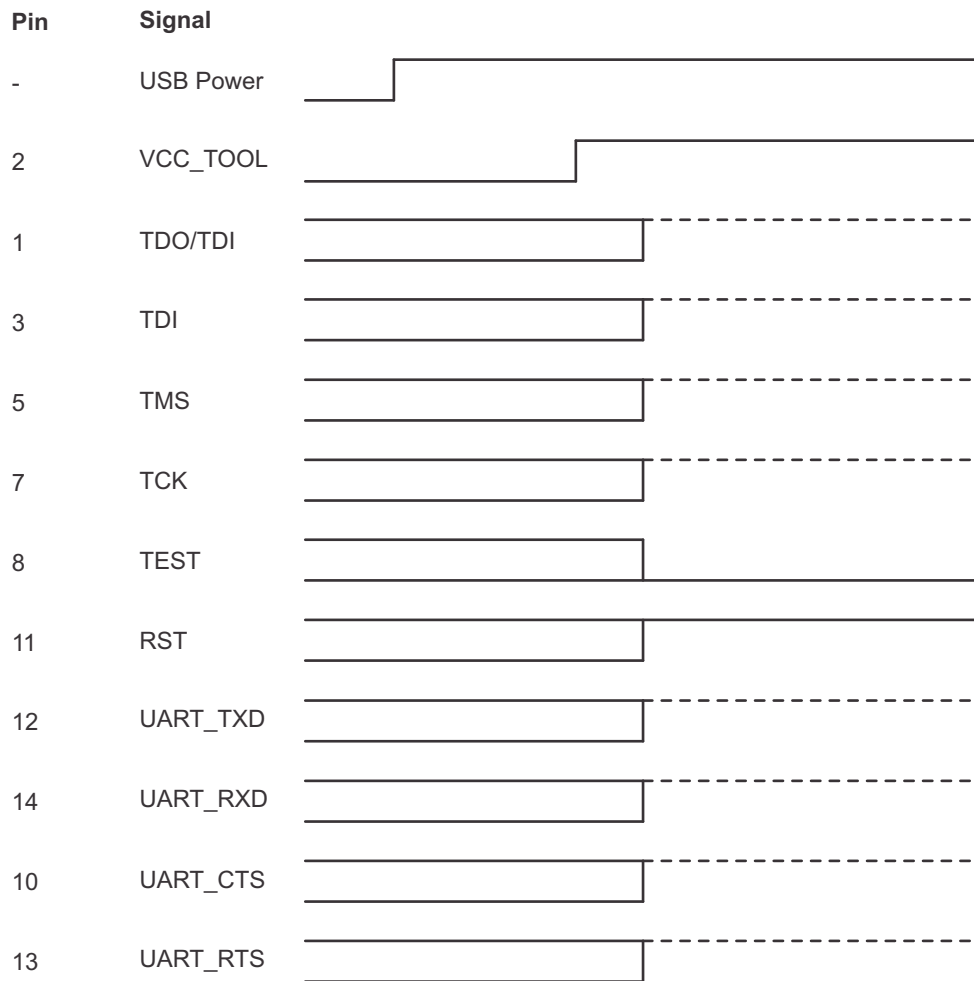 Pin Signal
- USB Power
2 VCC_TOOL
1 TDO/TDI
3 TDI
5 TMS
7 TCK
8 TEST
11 RST
12 UART_TXD
14 UART_RXD
10 UART_CTS
13 UART_RTS